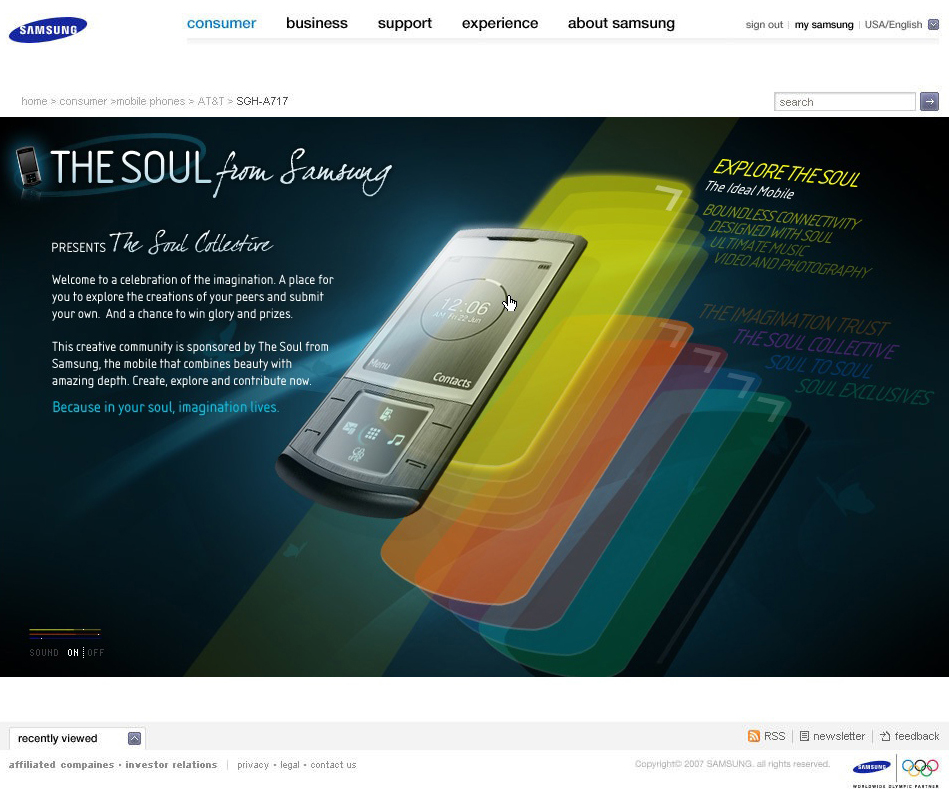 SAMSUNG
consumer business support experience about samsung
sign out my samsung USA/English
home > consumer >mobile phones > AT&T > SGH-A717
search
THE SOUL from Samsung
PRESENTS The Soul Collective
Welcome to a celebration of the imagination. A place for
you to explore the creations of your peers and submit
your own. And a chance to win glory and prizes.
This creative community is sponsored by The Soul from
Samsung, the mobile that combines beauty with
amazing depth. Create, explore and contribute now.
Because in your soul, imagination lives.
12:06
AM Fri 22 Jun
Menu
Contacts
EXPLORE THE SOUL
The Ideal Mobile
BOUNDLESS CONNECTIVITY
DESIGNED WITH SOUL
ULTIMATE MUSIC
VIDEO AND PHOTOGRAPHY
THE IMAGINATION TRUST
THE SOUL COLLECTIVE
SOUL TO SOUL
SOUL EXCLUSIVES
SOUND ON OFF
recently viewed
RSS newsletter feedback
affiliated compaines • investor relations privacy • legal • contact us
Copyright© 2007 SAMSUNG. all rights reserved.
SAMSUNG
WORLDWIDE OLYMPIC PARTNER